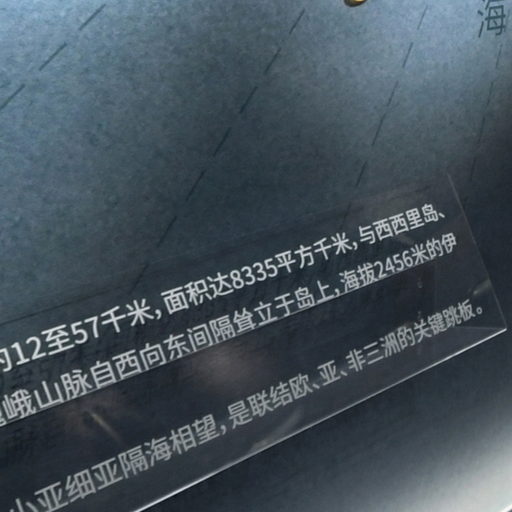 海
约12至57千米,面积达8335平方千米,与西西里岛、
峨山脉自西向东间隔耸立于岛上,海拔2456米的伊
小亚细亚隔海相望,是联结欧、亚、非三洲的关键跳板。